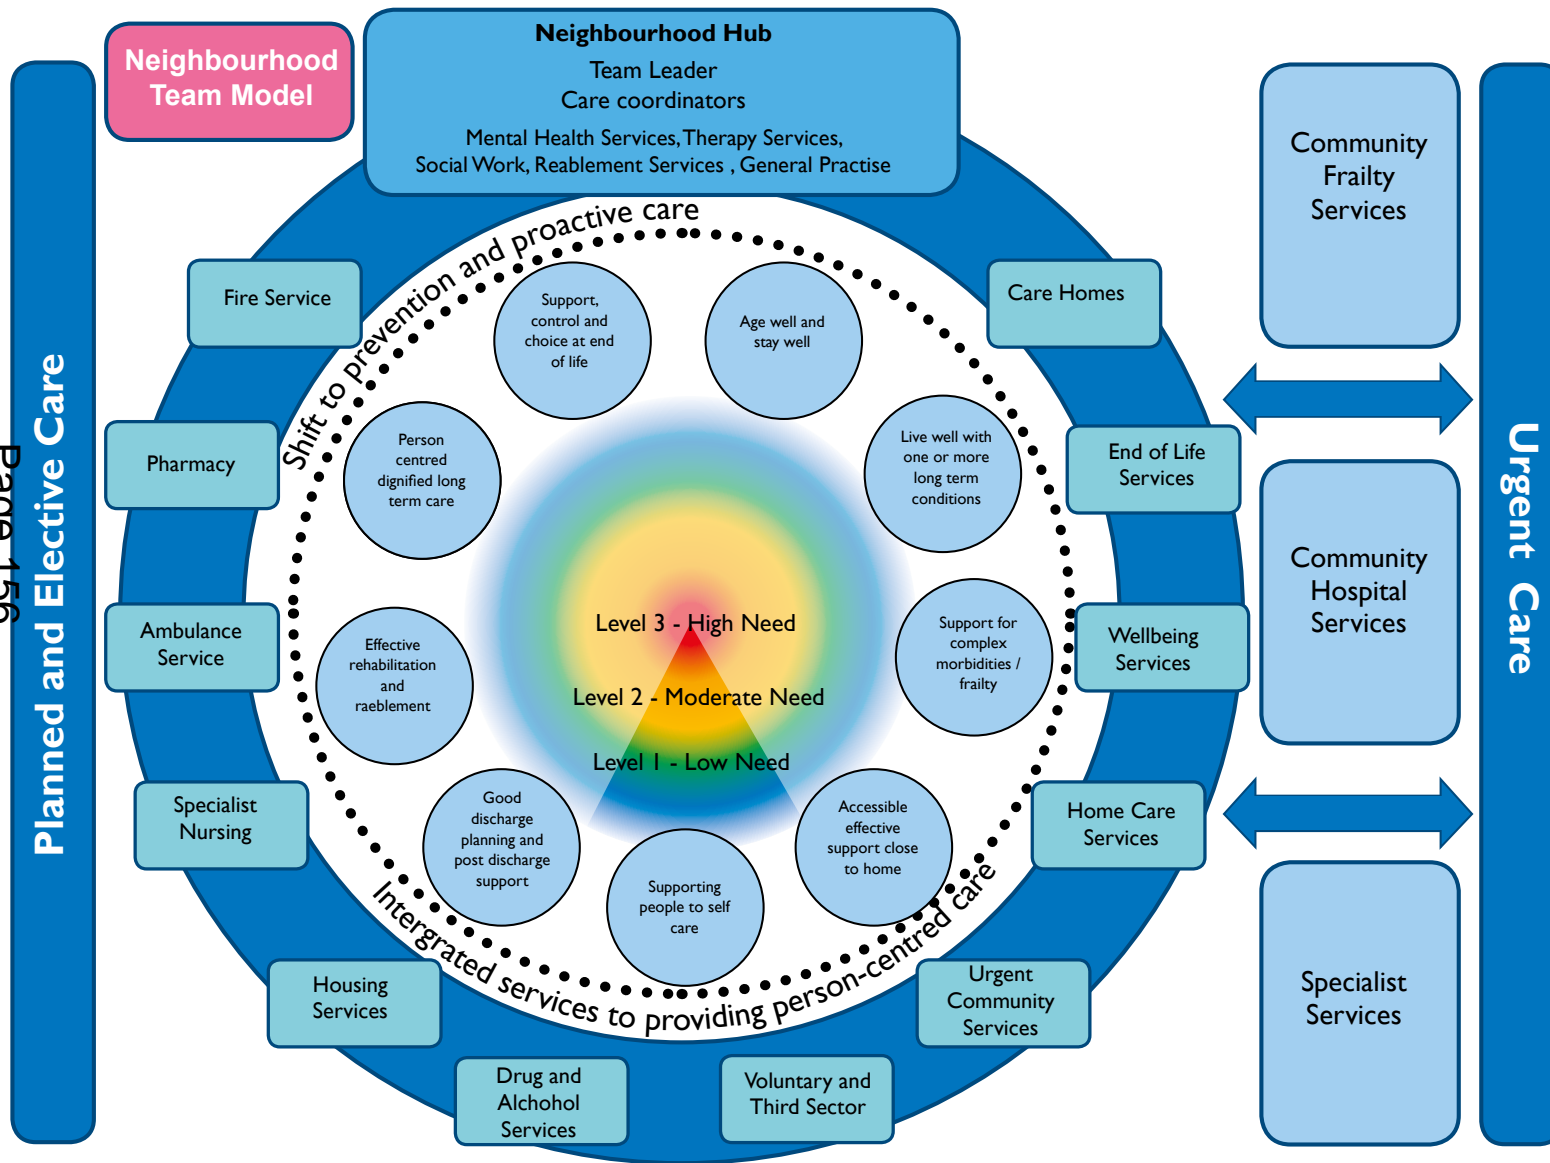 Neighbourhood
Team Model
Neighbourhood Hub
Team Leader
Care coordinators
Mental Health Services, Therapy Services,
Social Work, Reablement Services , General Practise
Planned and Elective Care
Page 156
Shift to prevention and proactive care
Fire Service
Pharmacy
Ambulance
Service
Specialist
Nursing
Housing
Services
Drug and
Alchohol
Services
Voluntary and
Third Sector
Urgent
Community
Services
Home Care
Services
Wellbeing
Services
End of Life
Services
Care Homes
Support,
control and
choice at end
of life
Age well and
stay well
Person
centred
dignified long
term care
Live well with
one or more
long term
conditions
Effective
rehabilitation
and
raeblement
Support for
complex
morbidities /
frailty
Good
discharge
planning and
post discharge
support
Supporting
people to self
care
Accessible
effective
support close
to home
Level 3 - High Need
Level 2 - Moderate Need
Level 1 - Low Need
Intergrated services to providing person-centred care
Community
Frailty
Services
Community
Hospital
Services
Specialist
Services
Urgent Care